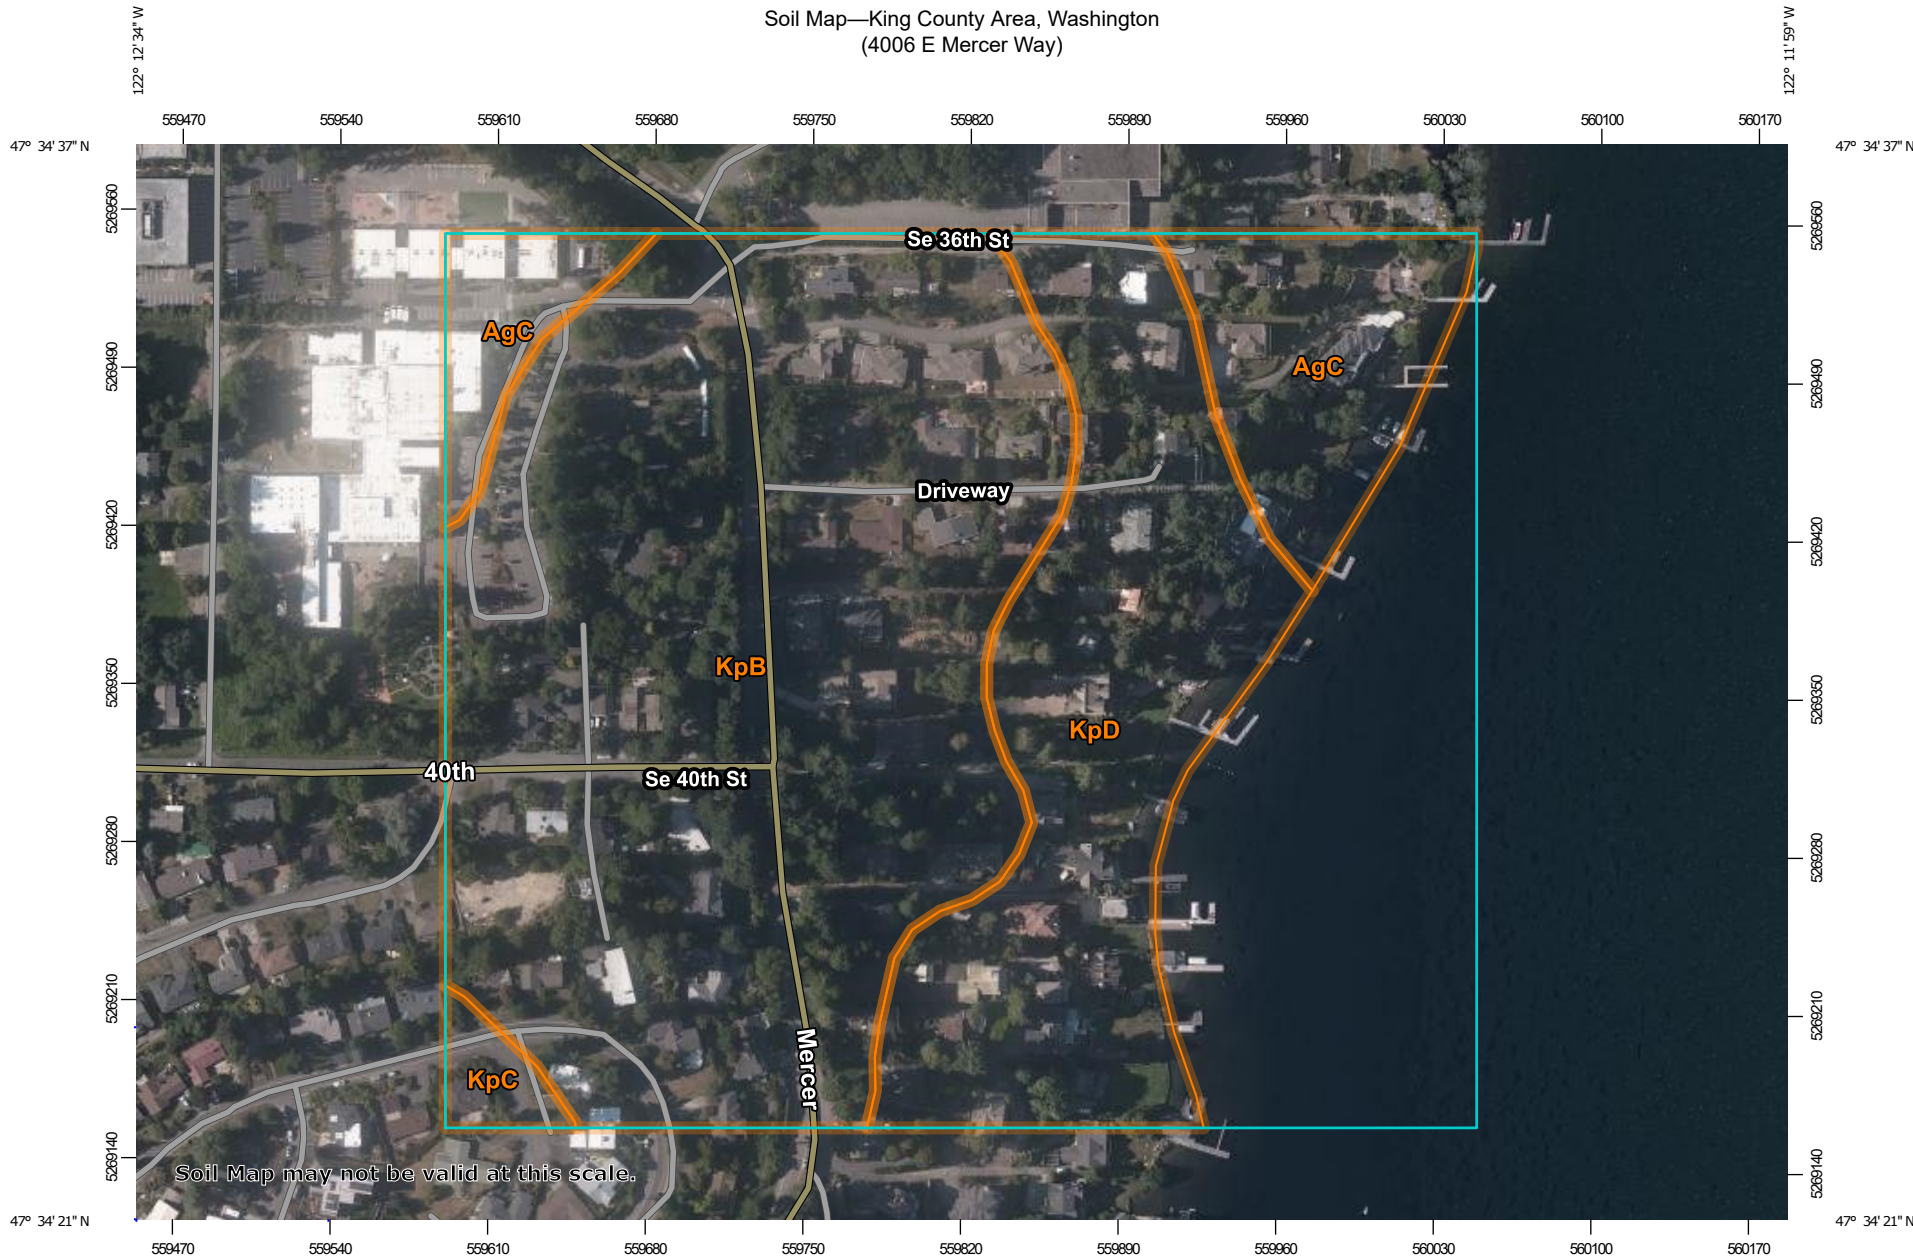 Soil Map—King County Area, Washington
(4006 E Mercer Way)
122° 12' 34" W
122° 11' 59" W
559470 559540 559610 559680 559750 559820 559890 559960 560030 560100 560170
47° 34' 37" N
47° 34' 37" N
5269560
5269560
Se 36th St
AgC
AgC
5269490
5269490
Driveway
5269420
5269420
KpB
5269350
5269350
KpD
40th
Se 40th St
5269280
5269280
5269210
5269210
Mercer
KpC
5269140
5269140
Soil Map may not be valid at this scale.
47° 34' 21" N
47° 34' 21" N
559470 559540 559610 559680 559750 559820 559890 559960 560030 560100 560170